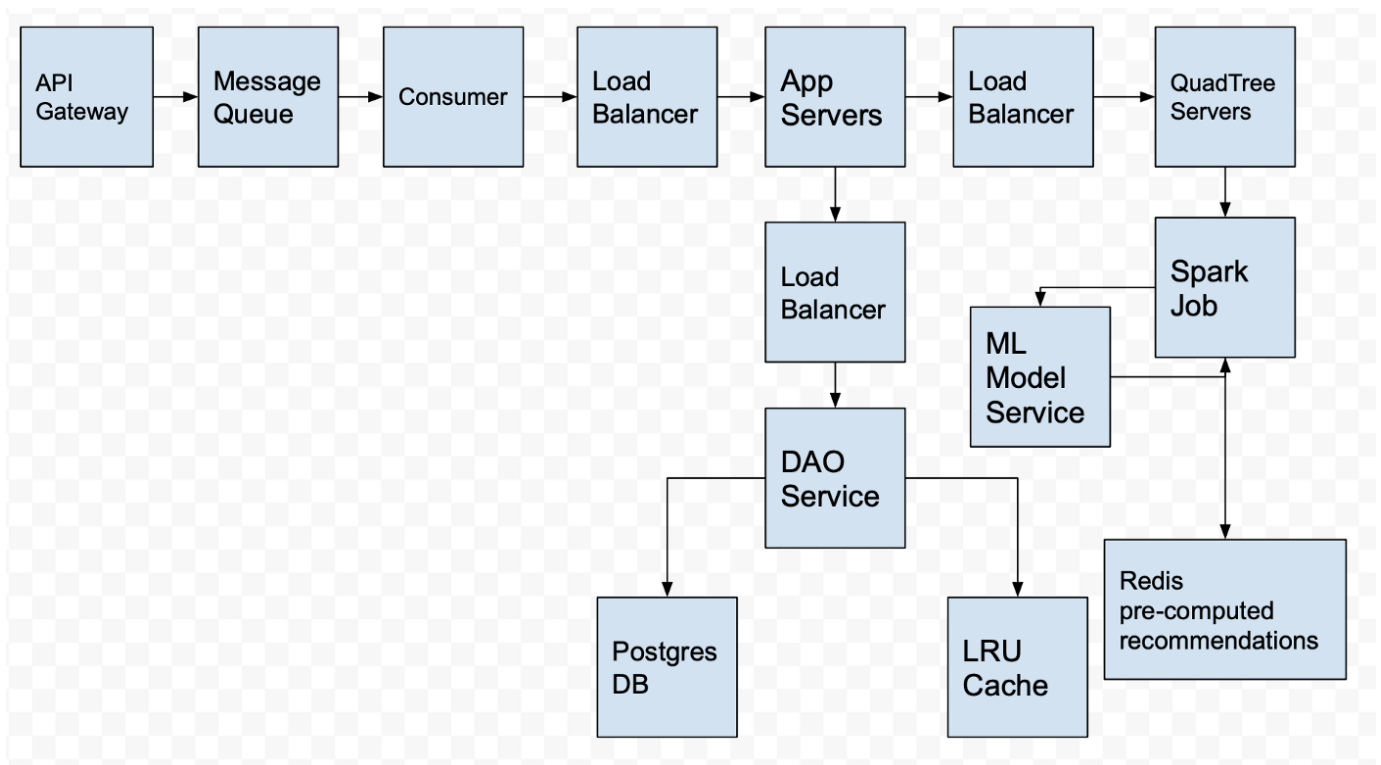 API
Gateway
Message
Queue
Consumer
Load
Balancer
App
Servers
Load
Balancer
QuadTree
Servers
Load
Balancer
Spark
Job
ML
Model
Service
DAO
Service
Postgres
DB
LRU
Cache
Redis
pre-computed
recommendations